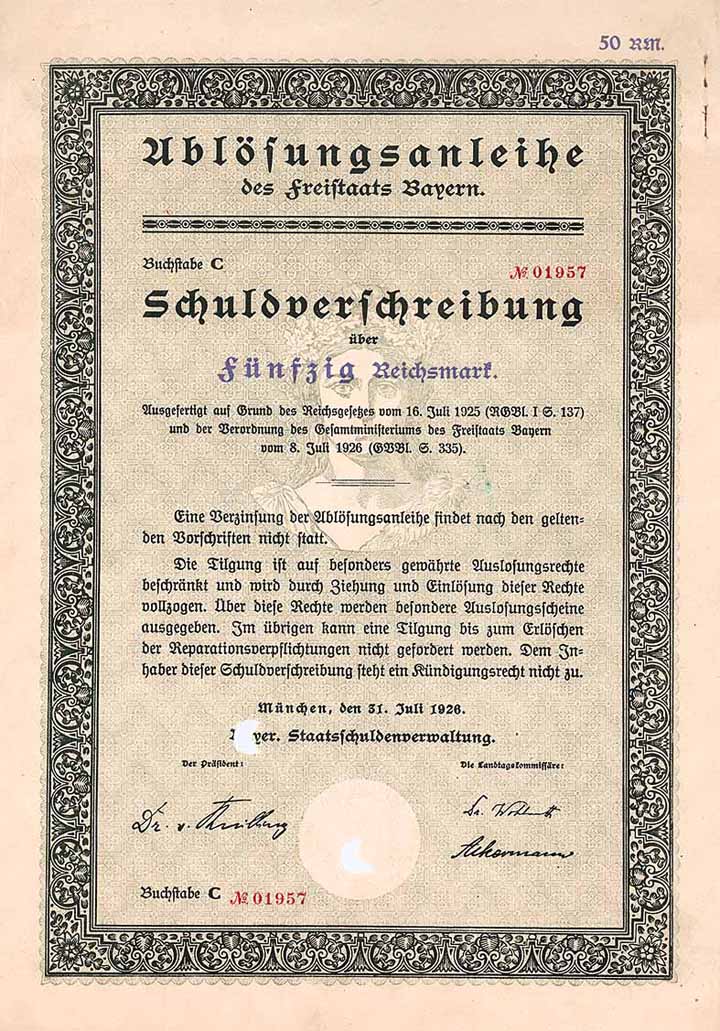 50 RM.
Ablösungsanleihe
des Freistaats Bayern.
Buchstabe C
№ 01957
Schuldverschreibung
über
Fünfzig Reichsmark.
Ausgefertigt auf Grund des Reichsgesetzes vom 16. Juli 1925 (RGBl. I S. 137)
und der Verordnung des Gesamtministeriums des Freistaats Bayern
vom 8. Juli 1926 (GVBl. S. 335).
Eine Verzinsung der Ablösungsanleihe findet nach den gelten-
den Vorschriften nicht statt.
Die Tilgung ist auf besonders gewährte Auslosungsrechte
beschränkt und wird durch Ziehung und Einlösung dieser Rechte
vollzogen. Über diese Rechte werden besondere Auslosungsscheine
ausgegeben. Im übrigen kann eine Tilgung bis zum Erlöschen
der Reparationsverpflichtungen nicht gefordert werden. Dem In-
haber dieser Schuldverschreibung steht ein Kündigungsrecht nicht zu.
München, den 31. Juli 1926.
yer. Staatsschuldenverwaltung.
Der Präsident:
Die Landtagskommissäre:
Dr. v.
Dr.
Ackermann
Buchstabe C № 01957